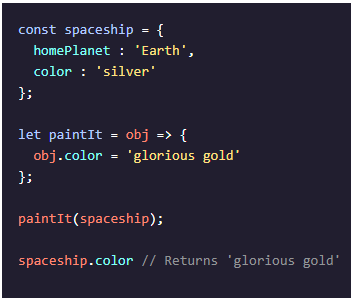 const spaceship = {
  homePlanet : 'Earth',
  color : 'silver'
};
let paintIt = obj => {
  obj.color = 'glorious gold'
};
paintIt(spaceship);
spaceship.color // Returns 'glorious gold'